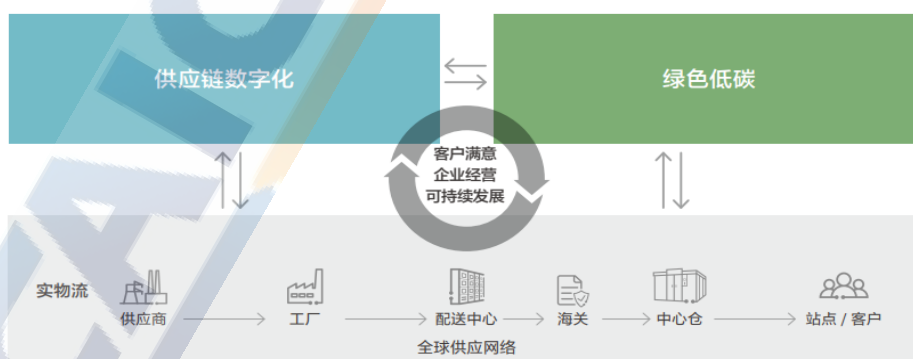 供应链数字化
绿色低碳
客户满意
企业经营
可持续发展
实物流
供应商
工厂
配送中心
海关
中心仓
站点 / 客户
全球供应网络